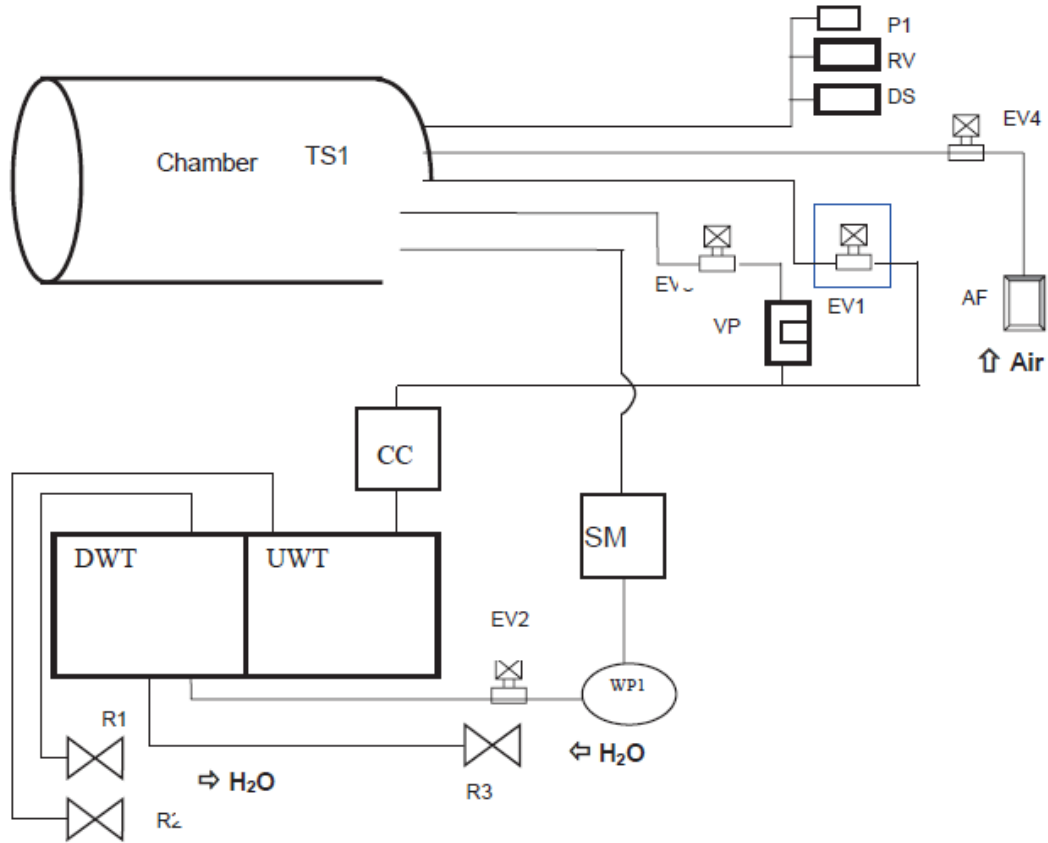 P1
RV
DS
EV4
Chamber
TS1
EV1
AF
VP
⇧ Air
CC
SM
DWT
UWT
EV2
WP1
R1
⇨ H₂O
⇦ H₂O
R3